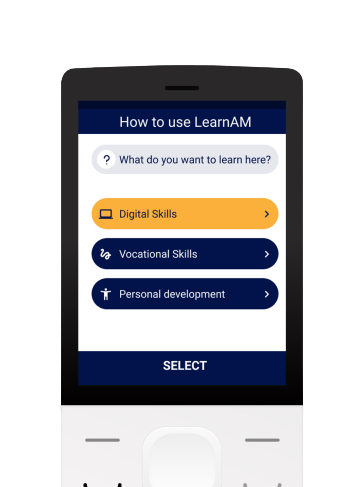 How to use LearnAM
? What do you want to learn here?
Digital Skills
Vocational Skills
Personal development
SELECT